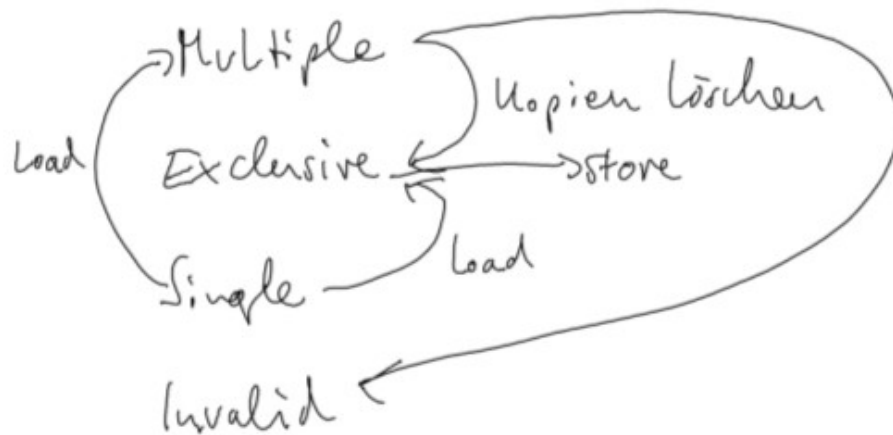 Multiple
Kopien löschen
Load
Exclusive
store
Load
Single
Invalid